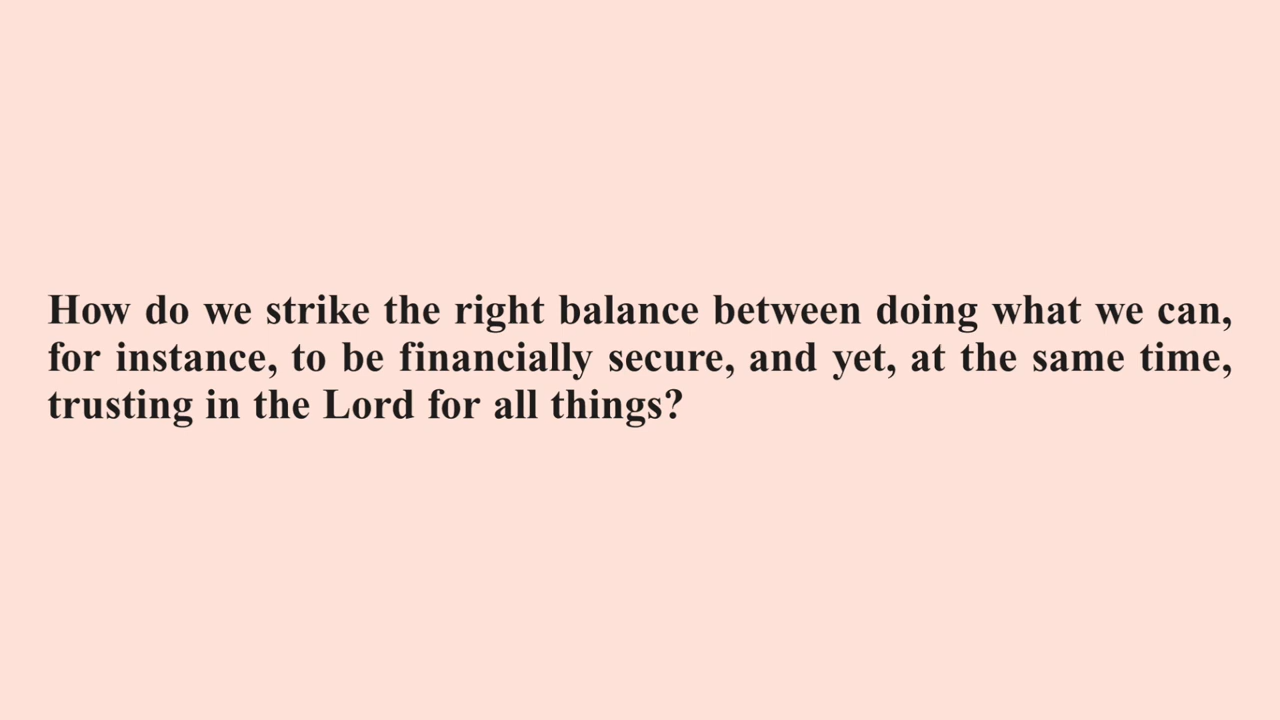 How do we strike the right balance between doing what we can,
for instance, to be financially secure, and yet, at the same time,
trusting in the Lord for all things?